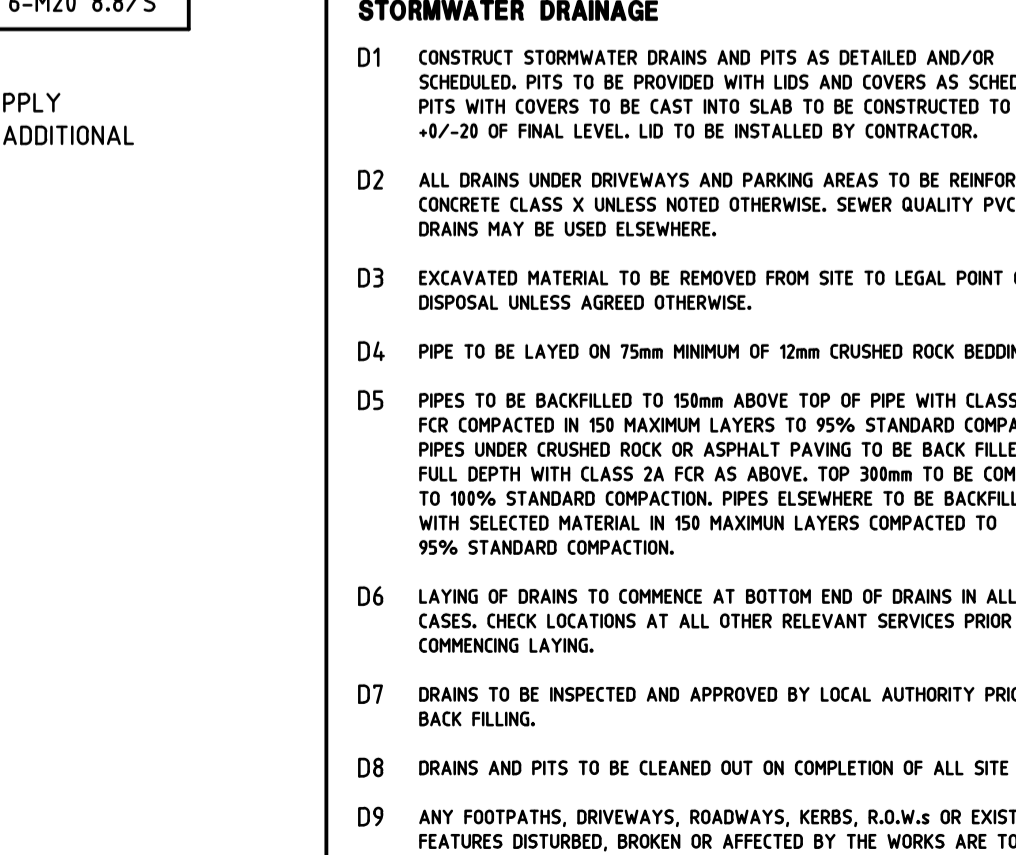 6-M20 8.8/S
PPLY
ADDITIONAL
STORMWATER DRAINAGE
D1 CONSTRUCT STORMWATER DRAINS AND PITS AS DETAILED AND/OR
SCHEDULED. PITS TO BE PROVIDED WITH LIDS AND COVERS AS SCHED
PITS WITH COVERS TO BE CAST INTO SLAB TO BE CONSTRUCTED TO
+0/-20 OF FINAL LEVEL. LID TO BE INSTALLED BY CONTRACTOR.
D2 ALL DRAINS UNDER DRIVEWAYS AND PARKING AREAS TO BE REINFOR
CONCRETE CLASS X UNLESS NOTED OTHERWISE. SEWER QUALITY PVC
DRAINS MAY BE USED ELSEWHERE.
D3 EXCAVATED MATERIAL TO BE REMOVED FROM SITE TO LEGAL POINT
DISPOSAL UNLESS AGREED OTHERWISE.
D4 PIPE TO BE LAYED ON 75mm MINIMUM OF 12mm CRUSHED ROCK BEDDIN
D5 PIPES TO BE BACKFILLED TO 150mm ABOVE TOP OF PIPE WITH CLASS
FCR COMPACTED IN 150 MAXIMUM LAYERS TO 95% STANDARD COMPA
PIPES UNDER CRUSHED ROCK OR ASPHALT PAVING TO BE BACK FILLE
FULL DEPTH WITH CLASS 2A FCR AS ABOVE. TOP 300mm TO BE COM
TO 100% STANDARD COMPACTION. PIPES ELSEWHERE TO BE BACKFILL
WITH SELECTED MATERIAL IN 150 MAXIMUN LAYERS COMPACTED TO
95% STANDARD COMPACTION.
D6 LAYING OF DRAINS TO COMMENCE AT BOTTOM END OF DRAINS IN ALL
CASES. CHECK LOCATIONS AT ALL OTHER RELEVANT SERVICES PRIOR
COMMENCING LAYING.
D7 DRAINS TO BE INSPECTED AND APPROVED BY LOCAL AUTHORITY PRIO
BACK FILLING.
D8 DRAINS AND PITS TO BE CLEANED OUT ON COMPLETION OF ALL SITE
D9 ANY FOOTPATHS, DRIVEWAYS, ROADWAYS, KERBS, R.O.W.s OR EXIST
FEATURES DISTURBED, BROKEN OR AFFECTED BY THE WORKS ARE TO